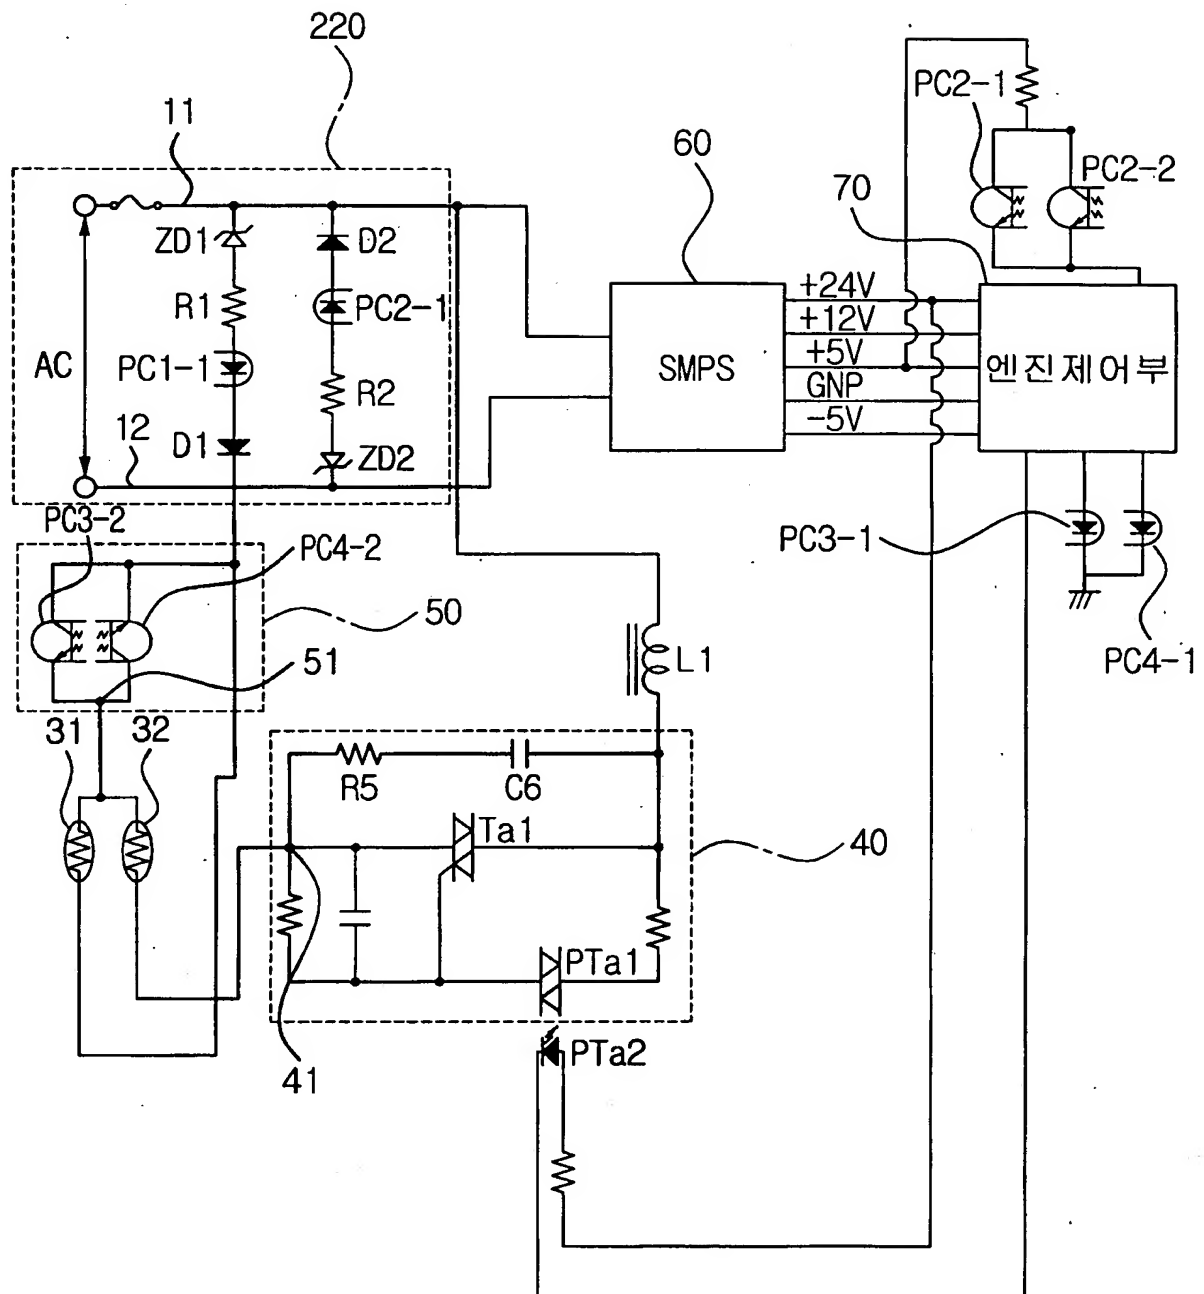 220
11
PC2-1
60
70
PC2-2
ZD1
D2
R1
PC2-1
+24V
+12V
+5V
GNP
-5V
AC
PC1-1
R2
SMPS
엔진제어부
D1
12
ZD2
PC3-2
PC4-2
PC3-1
50
51
L1
PC4-1
31
32
R5
C6
Ta1
40
PTa1
PTa2
41